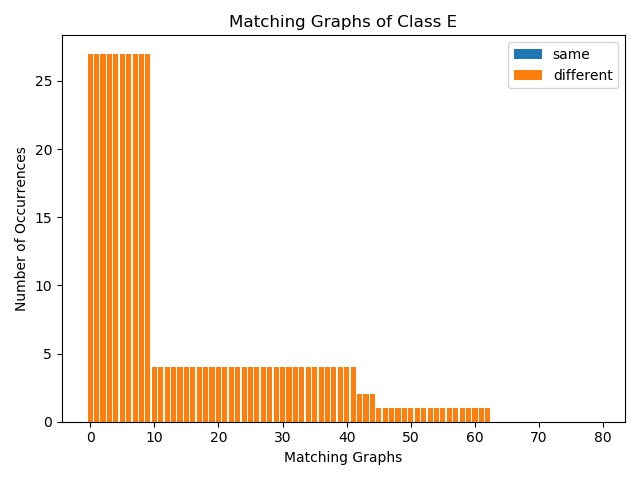 Matching Graphs of Class E
same
different
Number of Occurrences
25
20
15
10
5
0
0 10 20 30 40 50 60 70 80
Matching Graphs